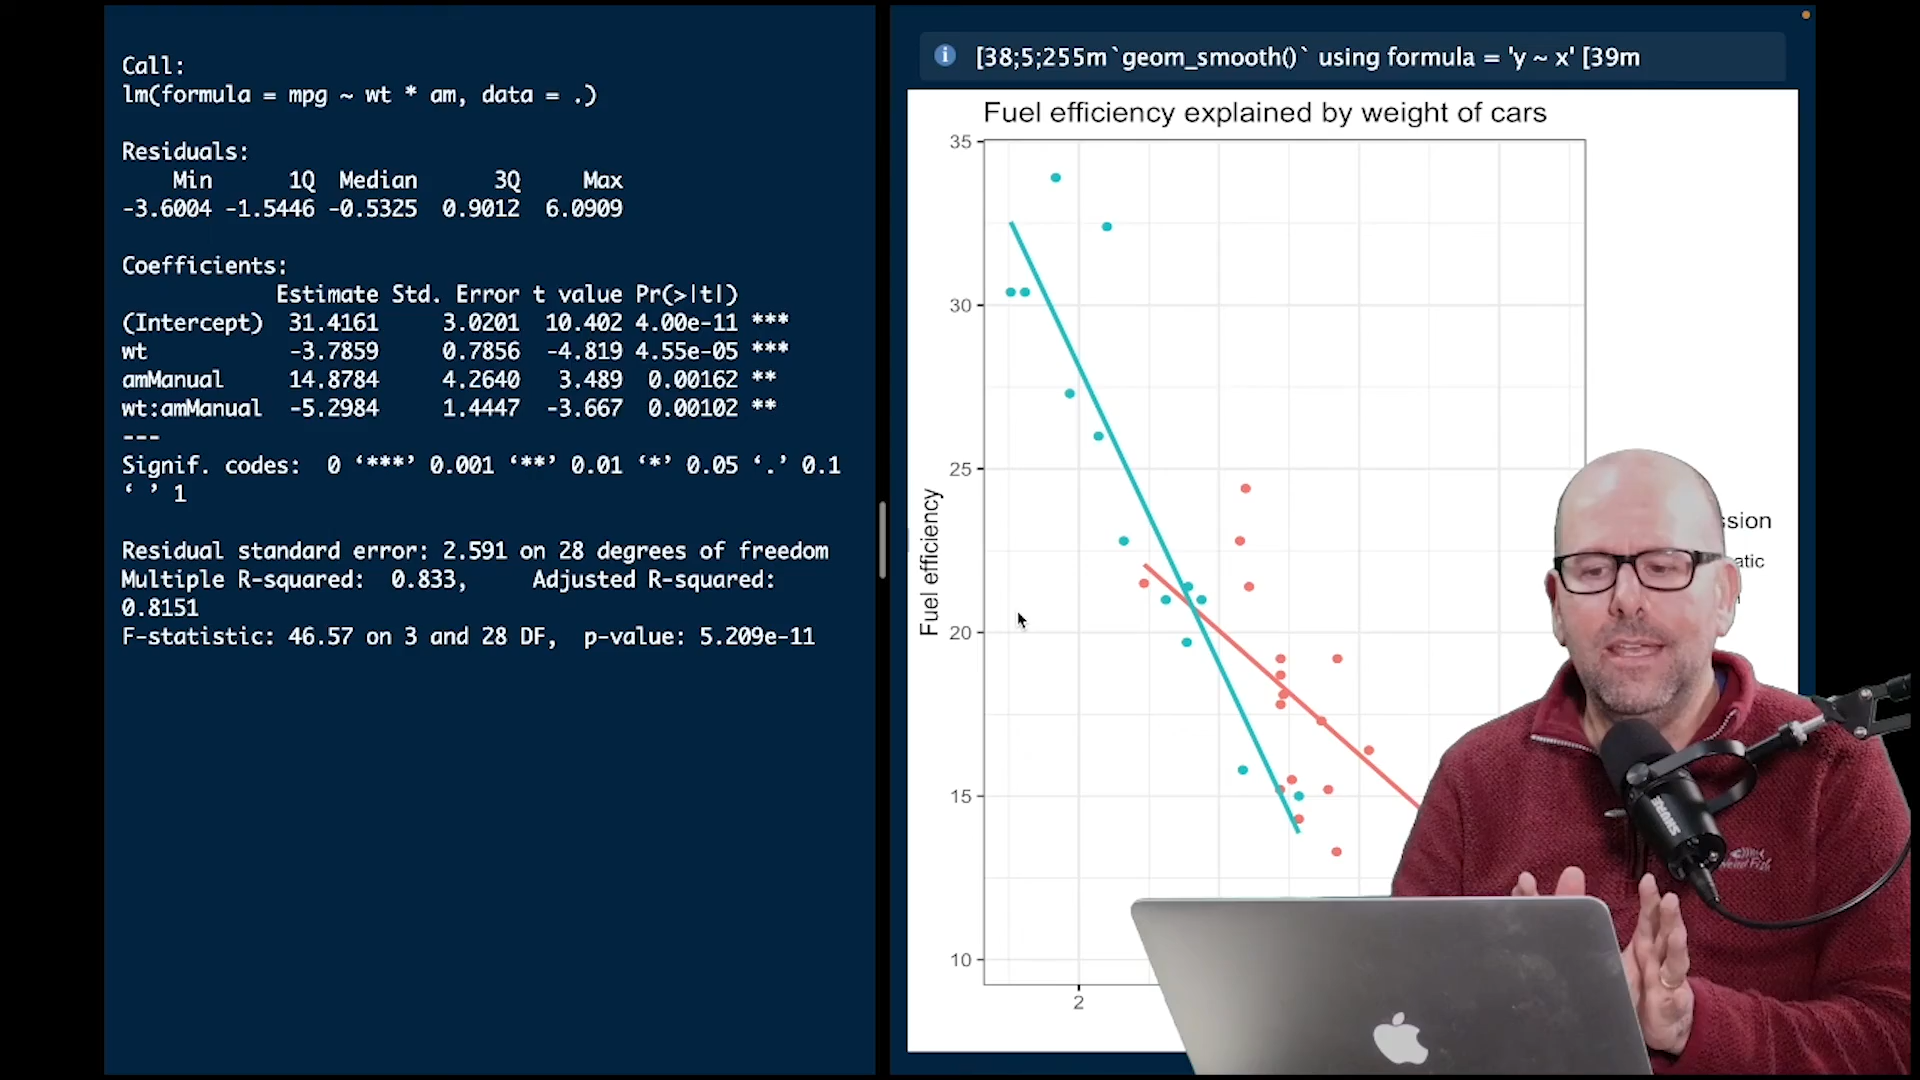 Call:
lm(formula = mpg ~ wt * am, data = .)
Residuals:
Min 1Q Median 3Q Max
-3.6004 -1.5446 -0.5325 0.9012 6.0909
Coefficients:
Estimate Std. Error t value Pr(>|t|)
(Intercept) 31.4161 3.0201 10.402 4.00e-11 ***
wt -3.7859 0.7856 -4.819 4.55e-05 ***
amManual 14.8784 4.2640 3.489 0.00162 **
wt:amManual -5.2984 1.4447 -3.667 0.00102 **
---
Signif. codes: 0 ‘***’ 0.001 ‘**’ 0.01 ‘*’ 0.05 ‘.’ 0.1
‘ ’ 1
Residual standard error: 2.591 on 28 degrees of freedom
Multiple R-squared: 0.833, Adjusted R-squared:
0.8151
F-statistic: 46.57 on 3 and 28 DF, p-value: 5.209e-11
[38;5;255m`geom_smooth()` using formula = 'y ~ x' [39m
Fuel efficiency explained by weight of cars
35
30
25
20
15
10
Fuel efficiency
2
ssion
atic
SHURE
Weird Fish